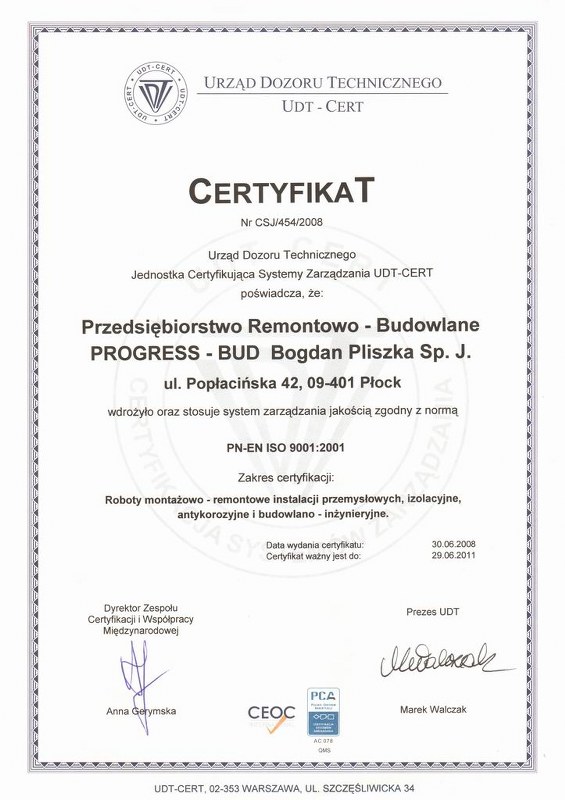 UDT-CERT
URZĄD DOZORU TECHNICZNEGO
UDT - CERT
CERTYFIKAT
Nr CSJ/454/2008
Urząd Dozoru Technicznego
Jednostka Certyfikująca Systemy Zarządzania UDT-CERT
poświadcza, że:
Przedsiębiorstwo Remontowo - Budowlane
PROGRESS - BUD Bogdan Pliszka Sp. J.
ul. Popłacińska 42, 09-401 Płock
wdrożyło oraz stosuje system zarządzania jakością zgodny z normą
PN-EN ISO 9001:2001
Zakres certyfikacji:
Roboty montażowo - remontowe instalacji przemysłowych, izolacyjne,
antykorozyjne i budowlano - inżynieryjne.
Data wydania certyfikatu: 30.06.2008
Certyfikat ważny jest do: 29.06.2011
Dyrektor Zespołu
Certyfikacji i Współpracy
Międzynarodowej
Prezes UDT
Anna Gerymska
Marek Walczak
CEOC
PCA
AC 078
QMS
UDT-CERT, 02-353 WARSZAWA, UL. SZCZĘŚLIWICKA 34